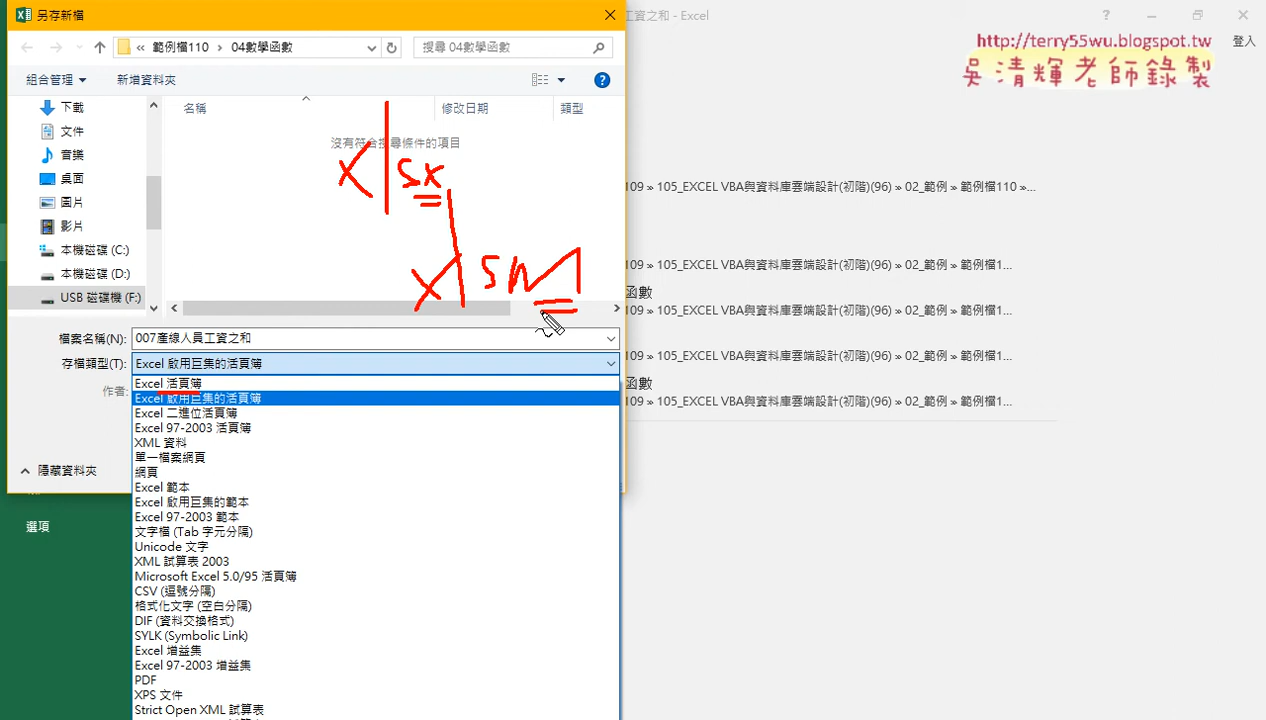 另存新檔
工資之和 - Excel
登入
http://terry55wu.blogspot.tw
吳清輝老師錄製
« 範例檔110 › 04數學函數
搜尋 04數學函數
組合管理
新增資料夾
名稱
修改日期
類型
沒有符合搜尋條件的項目
下載
文件
音樂
桌面
圖片
影片
本機磁碟 (C:)
本機磁碟 (D:)
USB 磁碟機 (F:)
x|sx
x|sm
109 » 105_EXCEL VBA與資料庫雲端設計(初階)(96) » 02_範例 » 範例檔110 »...
109 » 105_EXCEL VBA與資料庫雲端設計(初階)(96) » 02_範例 » 範例檔1...
函數
109 » 105_EXCEL VBA與資料庫雲端設計(初階)(96) » 02_範例 » 範例檔1...
109 » 105_EXCEL VBA與資料庫雲端設計(初階)(96) » 02_範例 » 範例檔1...
函數
109 » 105_EXCEL VBA與資料庫雲端設計(初階)(96) » 02_範例 » 範例檔1...
檔案名稱(N): 007產線人員工資之和
存檔類型(T): Excel 啟用巨集的活頁簿
作者:
隱藏資料夾
選項
Excel 活頁簿
Excel 啟用巨集的活頁簿
Excel 二進位活頁簿
Excel 97-2003 活頁簿
XML 資料
單一檔案網頁
網頁
Excel 範本
Excel 啟用巨集的範本
Excel 97-2003 範本
文字檔 (Tab 字元分隔)
Unicode 文字
XML 試算表 2003
Microsoft Excel 5.0/95 活頁簿
CSV (逗號分隔)
格式化文字 (空白分隔)
DIF (資料交換格式)
SYLK (Symbolic Link)
Excel 增益集
Excel 97-2003 增益集
PDF
XPS 文件
Strict Open XML 試算表